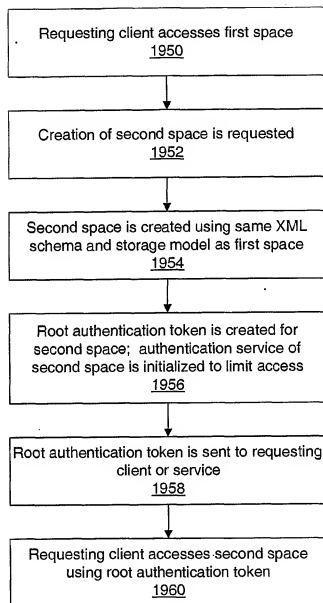 Requesting client accesses first space
1950
Creation of second space is requested
1952
Second space is created using same XML
schema and storage model as first space
1954
Root authentication token is created for
second space; authentication service of
second space is initialized to limit access
1956
Root authentication token is sent to requesting
client or service
1958
Requesting client accesses second space
using root authentication token
1960